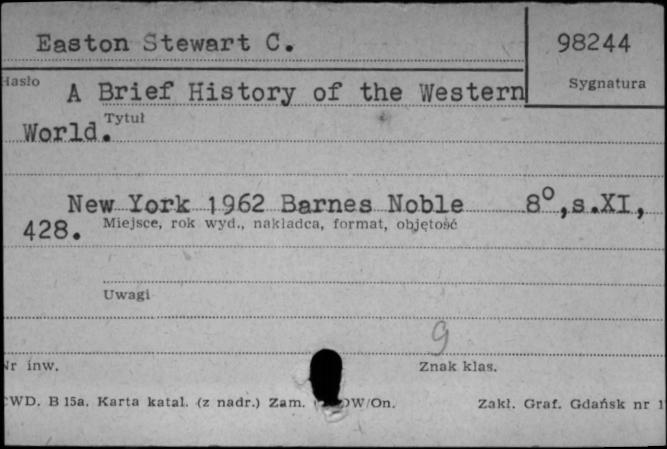 Easton Stewart C.
98244
Hasło
Sygnatura
A Brief History of the Western
Tytuł
World.
New York 1962 Barnes Noble 8°,s.XI,
Miejsce, rok wyd., nakładca, format, objętość
428.
Uwagi
9
Nr inw.
Znak klas.
CWD. B 15a. Karta katal. (z nadr.) Zam. DW/On.
Zakł. Graf. Gdańsk nr 1